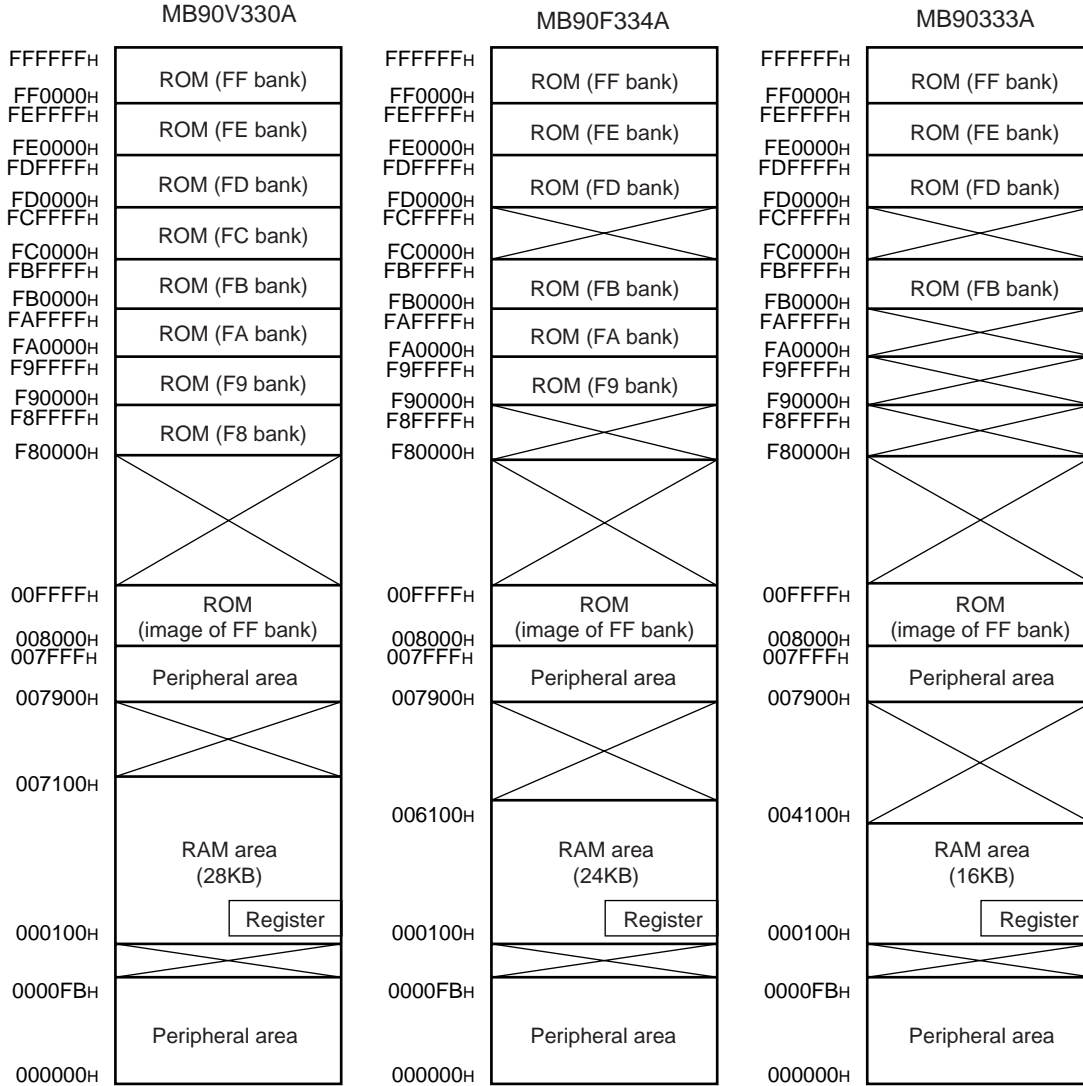 MB90V330A
FFFFFFH
ROM (FF bank)
FF0000H
FEFFFFH
ROM (FE bank)
FE0000H
FDFFFFH
ROM (FD bank)
FD0000H
FCFFFFH
ROM (FC bank)
FC0000H
FBFFFFH
ROM (FB bank)
FB0000H
FAFFFFH
ROM (FA bank)
FA0000H
F9FFFFH
ROM (F9 bank)
F90000H
F8FFFFH
ROM (F8 bank)
F80000H
00FFFFH
ROM
(image of FF bank)
008000H
007FFFH
Peripheral area
007900H
007100H
RAM area
(28KB)
Register
000100H
0000FBH
Peripheral area
000000H
MB90F334A
FFFFFFH
ROM (FF bank)
FF0000H
FEFFFFH
ROM (FE bank)
FE0000H
FDFFFFH
ROM (FD bank)
FD0000H
FCFFFFH
FC0000H
FBFFFFH
ROM (FB bank)
FB0000H
FAFFFFH
ROM (FA bank)
FA0000H
F9FFFFH
ROM (F9 bank)
F90000H
F8FFFFH
F80000H
00FFFFH
ROM
(image of FF bank)
008000H
007FFFH
Peripheral area
007900H
006100H
RAM area
(24KB)
Register
000100H
0000FBH
Peripheral area
000000H
MB90333A
FFFFFFH
ROM (FF bank)
FF0000H
FEFFFFH
ROM (FE bank)
FE0000H
FDFFFFH
ROM (FD bank)
FD0000H
FCFFFFH
FC0000H
FBFFFFH
ROM (FB bank)
FB0000H
FAFFFFH
FA0000H
F9FFFFH
F90000H
F8FFFFH
F80000H
00FFFFH
ROM
(image of FF bank)
008000H
007FFFH
Peripheral area
007900H
004100H
RAM area
(16KB)
Register
000100H
0000FBH
Peripheral area
000000H